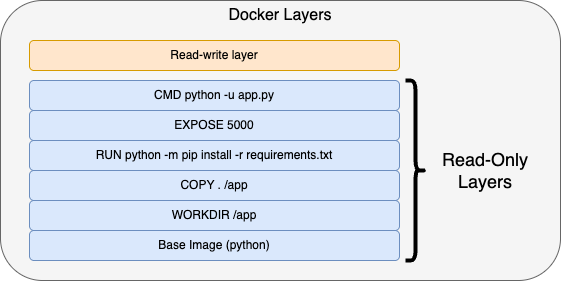 Docker Layers
Read-write layer
CMD python -u app.py
EXPOSE 5000
RUN python -m pip install -r requirements.txt
COPY . /app
WORKDIR /app
Base Image (python)
Read-Only
Layers